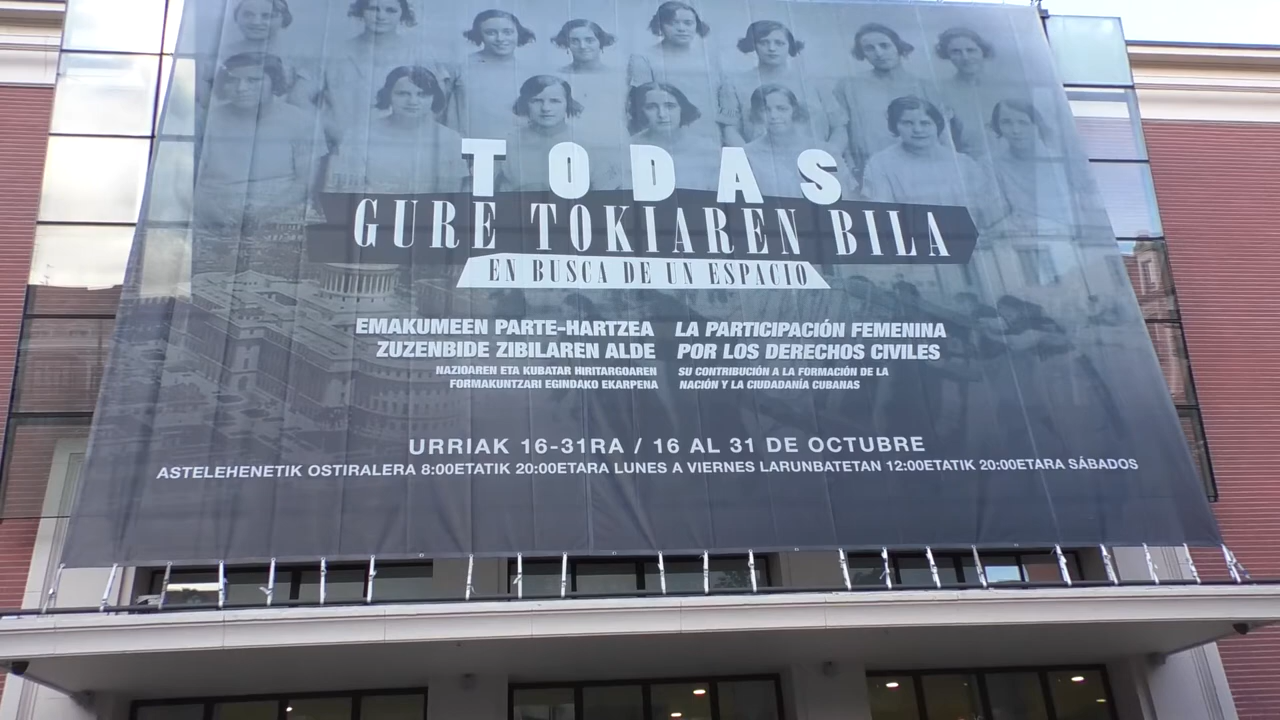 TODAS
GURE TOKIAREN BILA
EN BUSCA DE UN ESPACIO
EMAKUMEEN PARTE-HARTZEA
ZUZENBIDE ZIBILAREN ALDE
NAZIOAREN ETA KUBATAR HIRITARGOAREN
FORMAKUNTZARI EGINDAKO EKARPENA
LA PARTICIPACIÓN FEMENINA
POR LOS DERECHOS CIVILES
SU CONTRIBUCIÓN A LA FORMACIÓN DE LA
NACIÓN Y LA CIUDADANÍA CUBANAS
URRIAK 16-31RA / 16 AL 31 DE OCTUBRE
ASTELEHENETIK OSTIRALERA 8:00ETATIK 20:00ETARA LUNES A VIERNES LARUNBATETAN 12:00ETATIK 20:00ETARA SÁBADOS